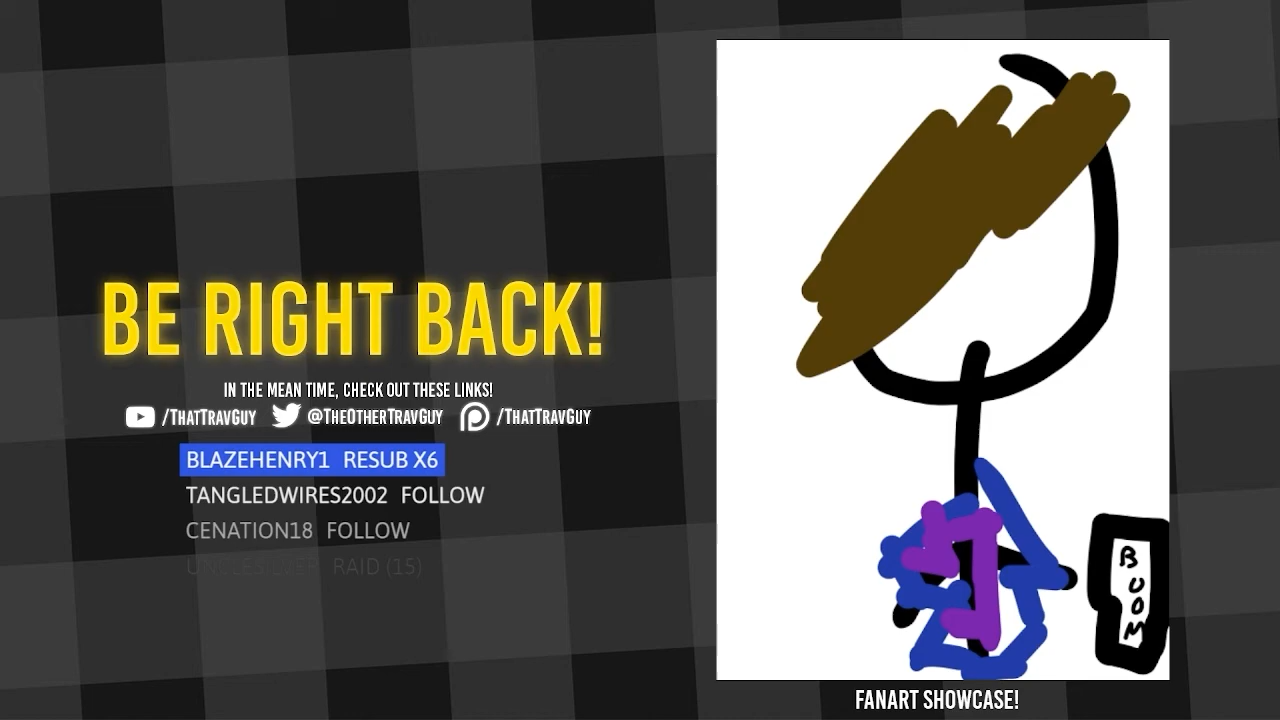 BE RIGHT BACK!
IN THE MEAN TIME, CHECK OUT THESE LINKS!
/THATTRAVGUY @THEOTHERTRAVGUY /THATTRAVGUY
BLAZEHENRY1 RESUB X6
TANGLEDWIRES2002 FOLLOW
CENATION18 FOLLOW
RAID (15)
BUOM
FANART SHOWCASE!